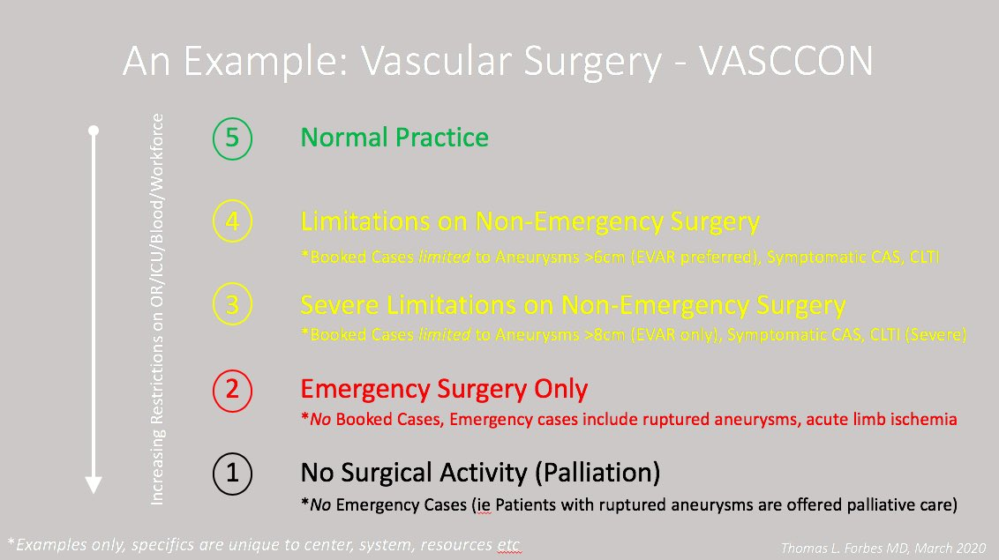 An Example: Vascular Surgery - VASCCON
Increasing Restrictions on OR/ICU/Blood/Workforce
5 Normal Practice
4 Limitations on Non-Emergency Surgery
*Booked Cases limited to Aneurysms >6cm (EVAR preferred), Symptomatic CAS, CLTI
3 Severe Limitations on Non-Emergency Surgery
*Booked Cases limited to Aneurysms >8cm (EVAR only), Symptomatic CAS, CLTI (Severe)
2 Emergency Surgery Only
*No Booked Cases, Emergency cases include ruptured aneurysms, acute limb ischemia
1 No Surgical Activity (Palliation)
*No Emergency Cases (ie Patients with ruptured aneurysms are offered palliative care)
*Examples only, specifics are unique to center, system, resources etc
Thomas L. Forbes MD, March 2020